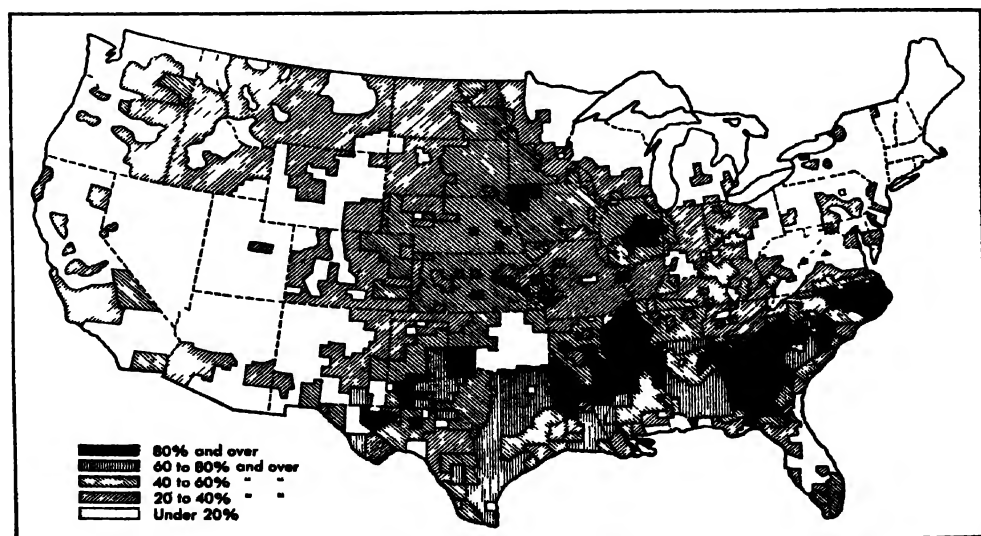 80% and over
60 to 80% and over
40 to 60% " "
20 to 40% " "
Under 20%